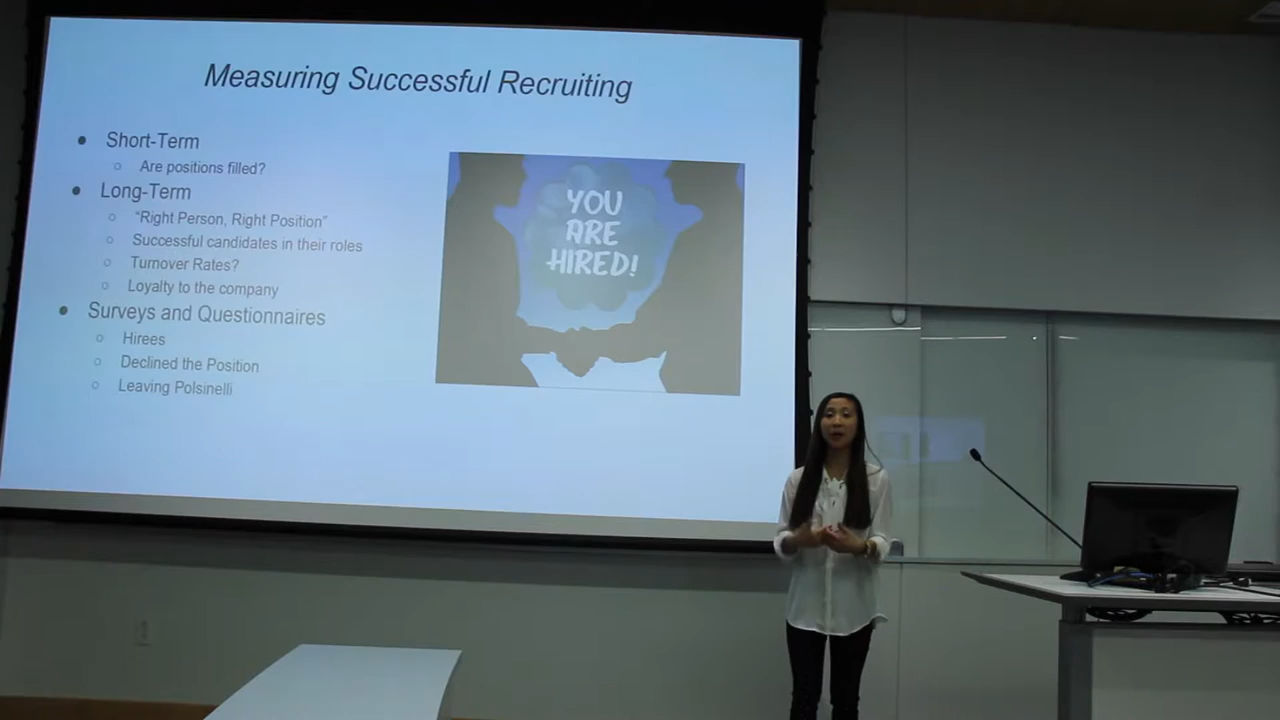 Measuring Successful Recruiting
● Short-Term
○ Are positions filled?
● Long-Term
○ "Right Person, Right Position"
○ Successful candidates in their roles
○ Turnover Rates?
○ Loyalty to the company
● Surveys and Questionnaires
○ Hirees
○ Declined the Position
○ Leaving Polsinelli
YOU
ARE
HIRED!